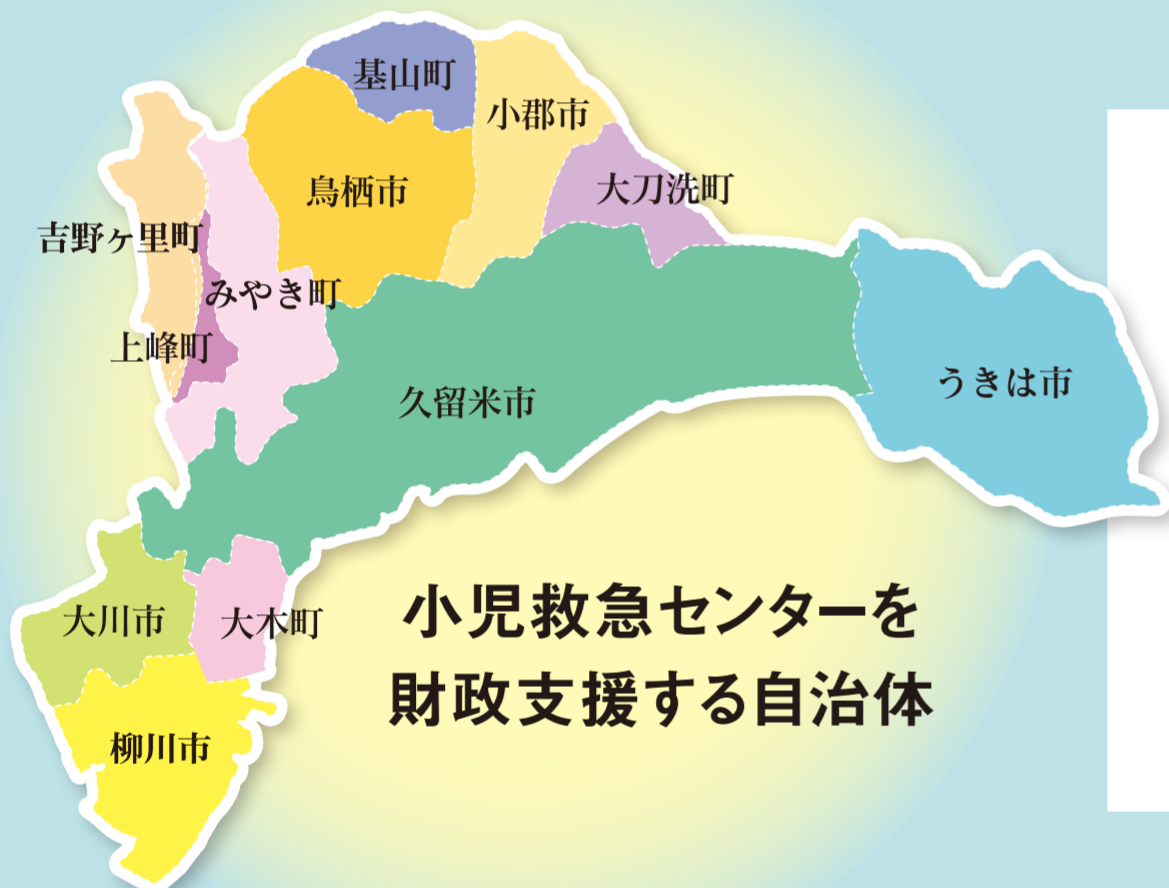 基山町
小郡市
鳥栖市
大刀洗町
吉野ヶ里町
みやき町
上峰町
久留米市
うきは市
大川市
大木町
柳川市
小児救急センターを
財政支援する自治体